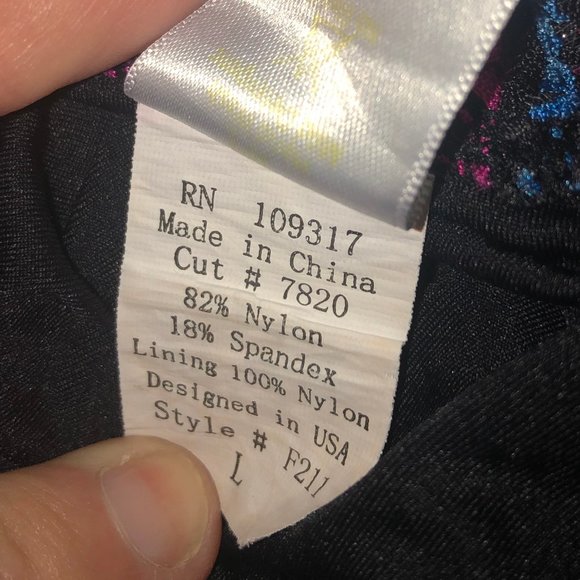 RN 109317
Made in China
Cut # 7820
82% Nylon
18% Spandex
Lining 100% Nylon
Designed in USA
Style # F211
L